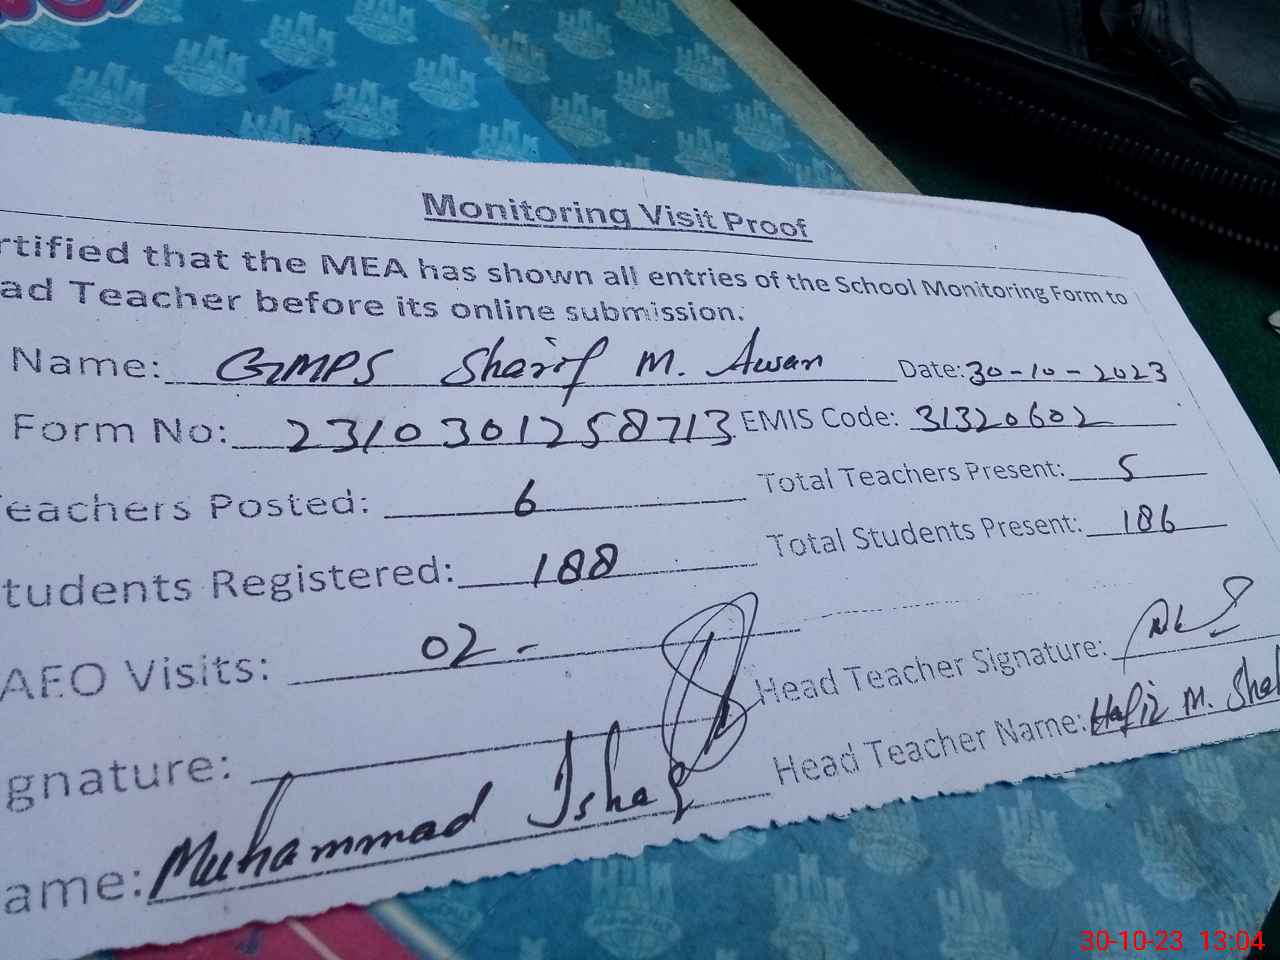 Monitoring Visit Proof
rtified that the MEA has shown all entries of the School Monitoring Form to
ad Teacher before its online submission.
Name: GMPS Sharif M. Awan Date: 30-10-2023
Form No: 2310301258713 EMIS Code: 31320602
eachers Posted: 6 Total Teachers Present: 5
tudents Registered: 188 Total Students Present: 186
AEO Visits: 02 -
Head Teacher Signature:
gnature:
Head Teacher Name: Hafiz M. Sha
ame: Muhammad Ishaq
30-10-23 13:04